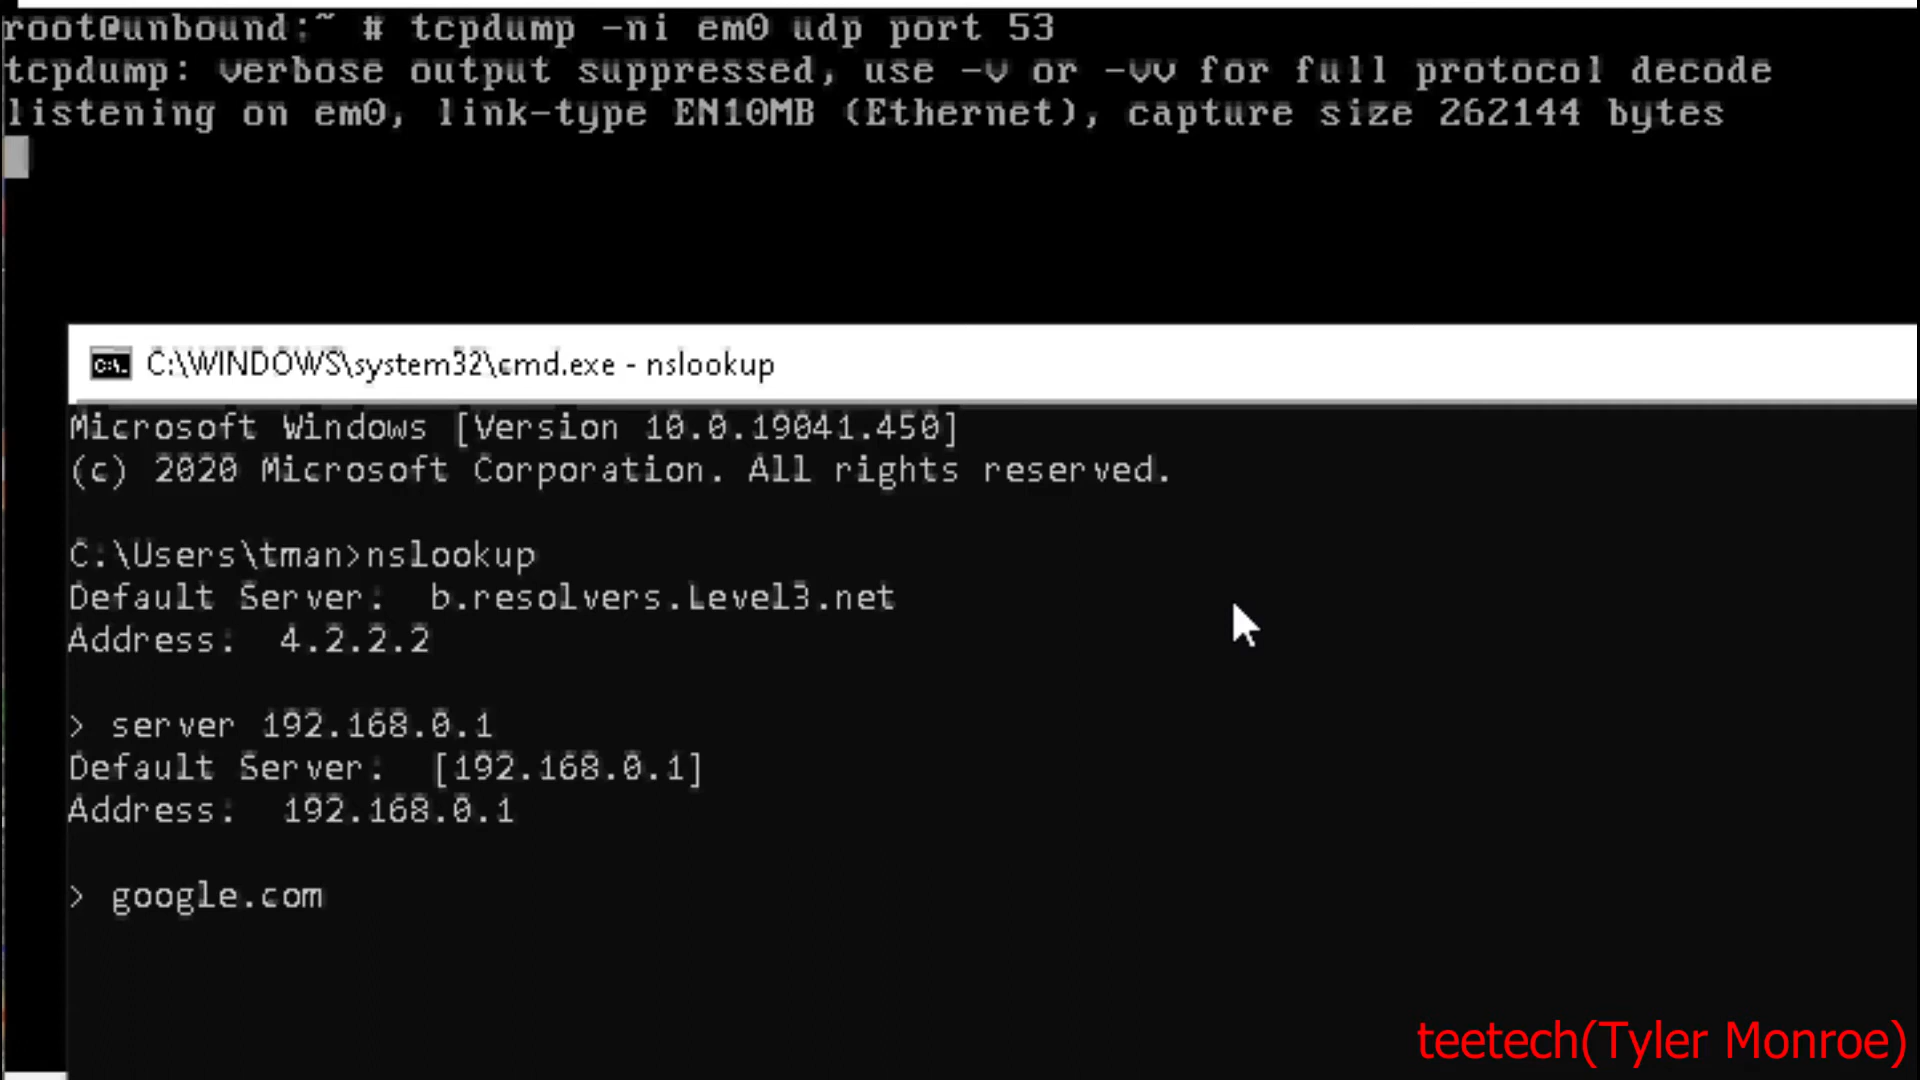 root@unbound:~ # tcpdump -ni em0 udp port 53
tcpdump: verbose output suppressed, use -v or -vv for full protocol decode
listening on em0, link-type EN10MB (Ethernet), capture size 262144 bytes
C:\WINDOWS\system32\cmd.exe - nslookup
Microsoft Windows [Version 10.0.19041.450]
(c) 2020 Microsoft Corporation. All rights reserved.
C:\Users\tman>nslookup
Default Server:  b.resolvers.Level3.net
Address:  4.2.2.2
> server 192.168.0.1
Default Server:  [192.168.0.1]
Address:  192.168.0.1
> google.com
teetech(Tyler Monroe)